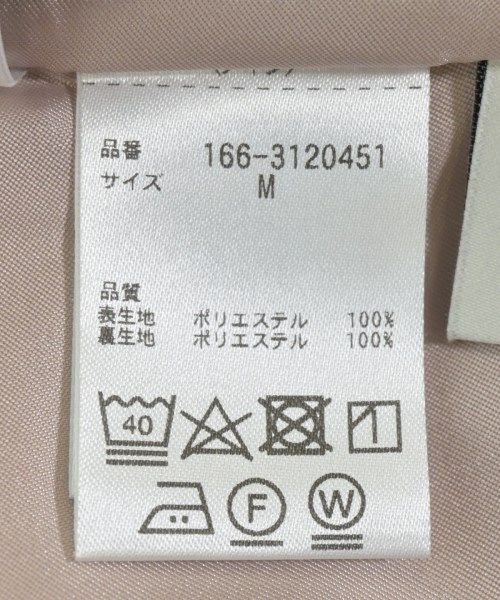 品番 166-3120451
サイズ M
品質
表生地 ポリエステル 100%
裏生地 ポリエステル 100%
40
F W